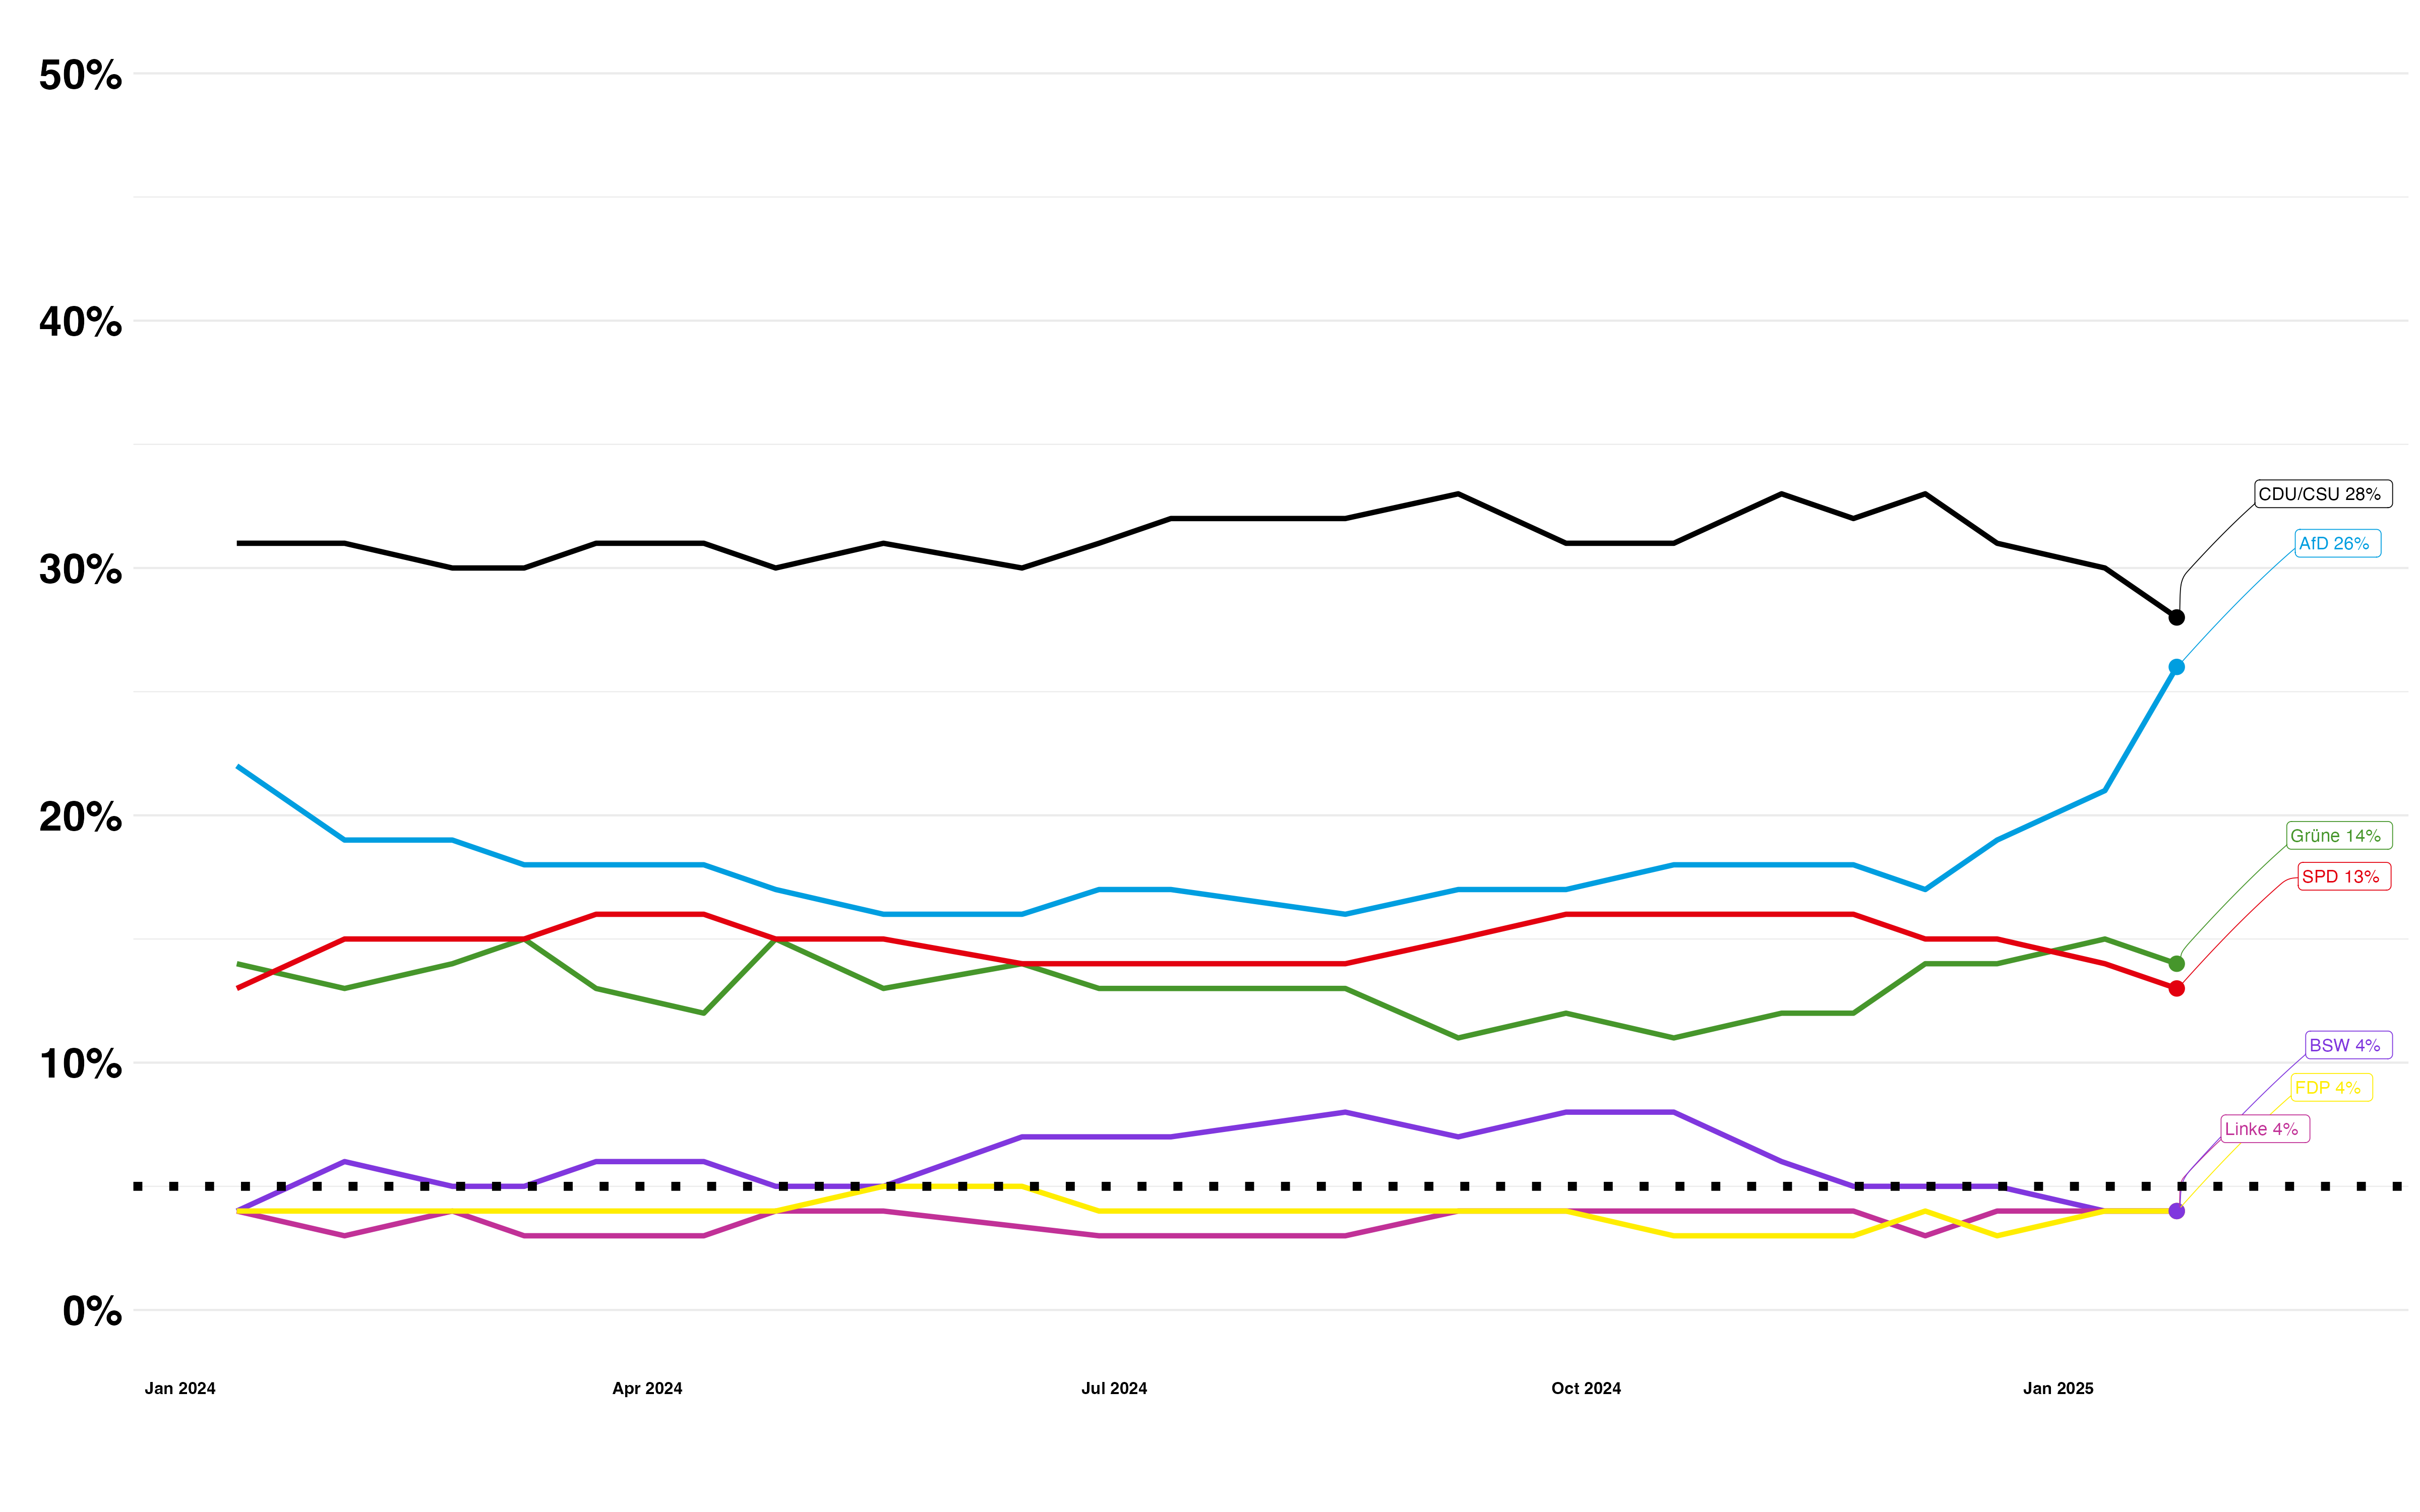 50%
40%
30%
20%
10%
0%
CDU/CSU 28%
AfD 26%
Grüne 14%
SPD 13%
BSW 4%
FDP 4%
Linke 4%
Jan 2024
Apr 2024
Jul 2024
Oct 2024
Jan 2025